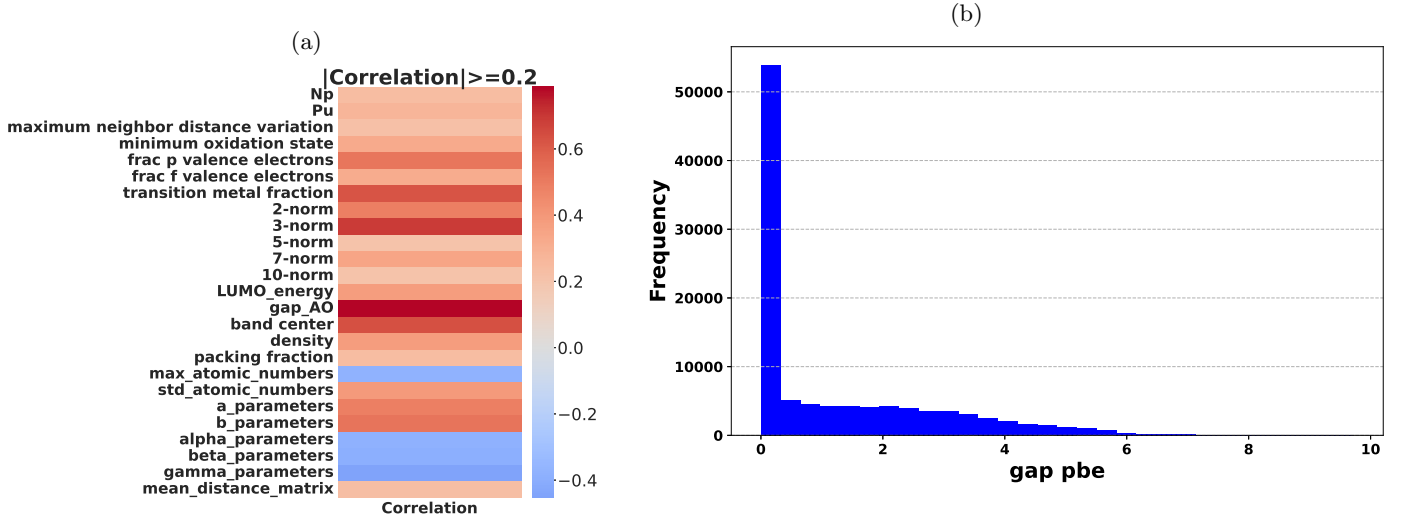 (a)
|Correlation|>=0.2
Np
Pu
maximum neighbor distance variation
minimum oxidation state
frac p valence electrons
frac f valence electrons
transition metal fraction
2-norm
3-norm
5-norm
7-norm
10-norm
LUMO_energy
gap_AO
band center
density
packing fraction
max_atomic_numbers
std_atomic_numbers
a_parameters
b_parameters
alpha_parameters
beta_parameters
gamma_parameters
mean_distance_matrix
Correlation
0.6
0.4
0.2
0.0
−0.2
−0.4
(b)
Frequency
50000
40000
30000
20000
10000
0
0 2 4 6 8 10
gap pbe